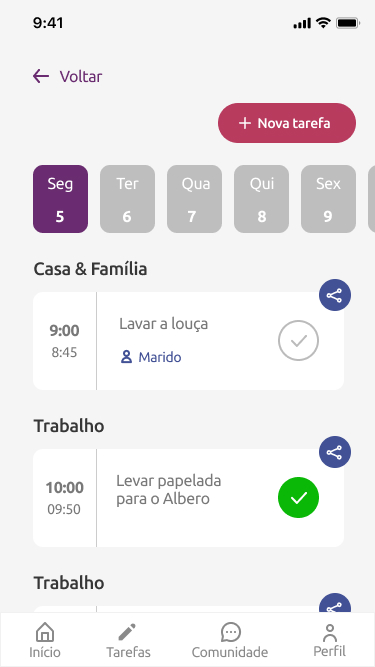 9:41
Voltar
Nova tarefa
Seg Ter Qua Qui Sex
5 6 7 8 9
Casa & Família
9:00
8:45
Lavar a louça
Marido
Trabalho
10:00
09:50
Levar papelada
para o Albero
Trabalho
Início Tarefas Comunidade Perfil